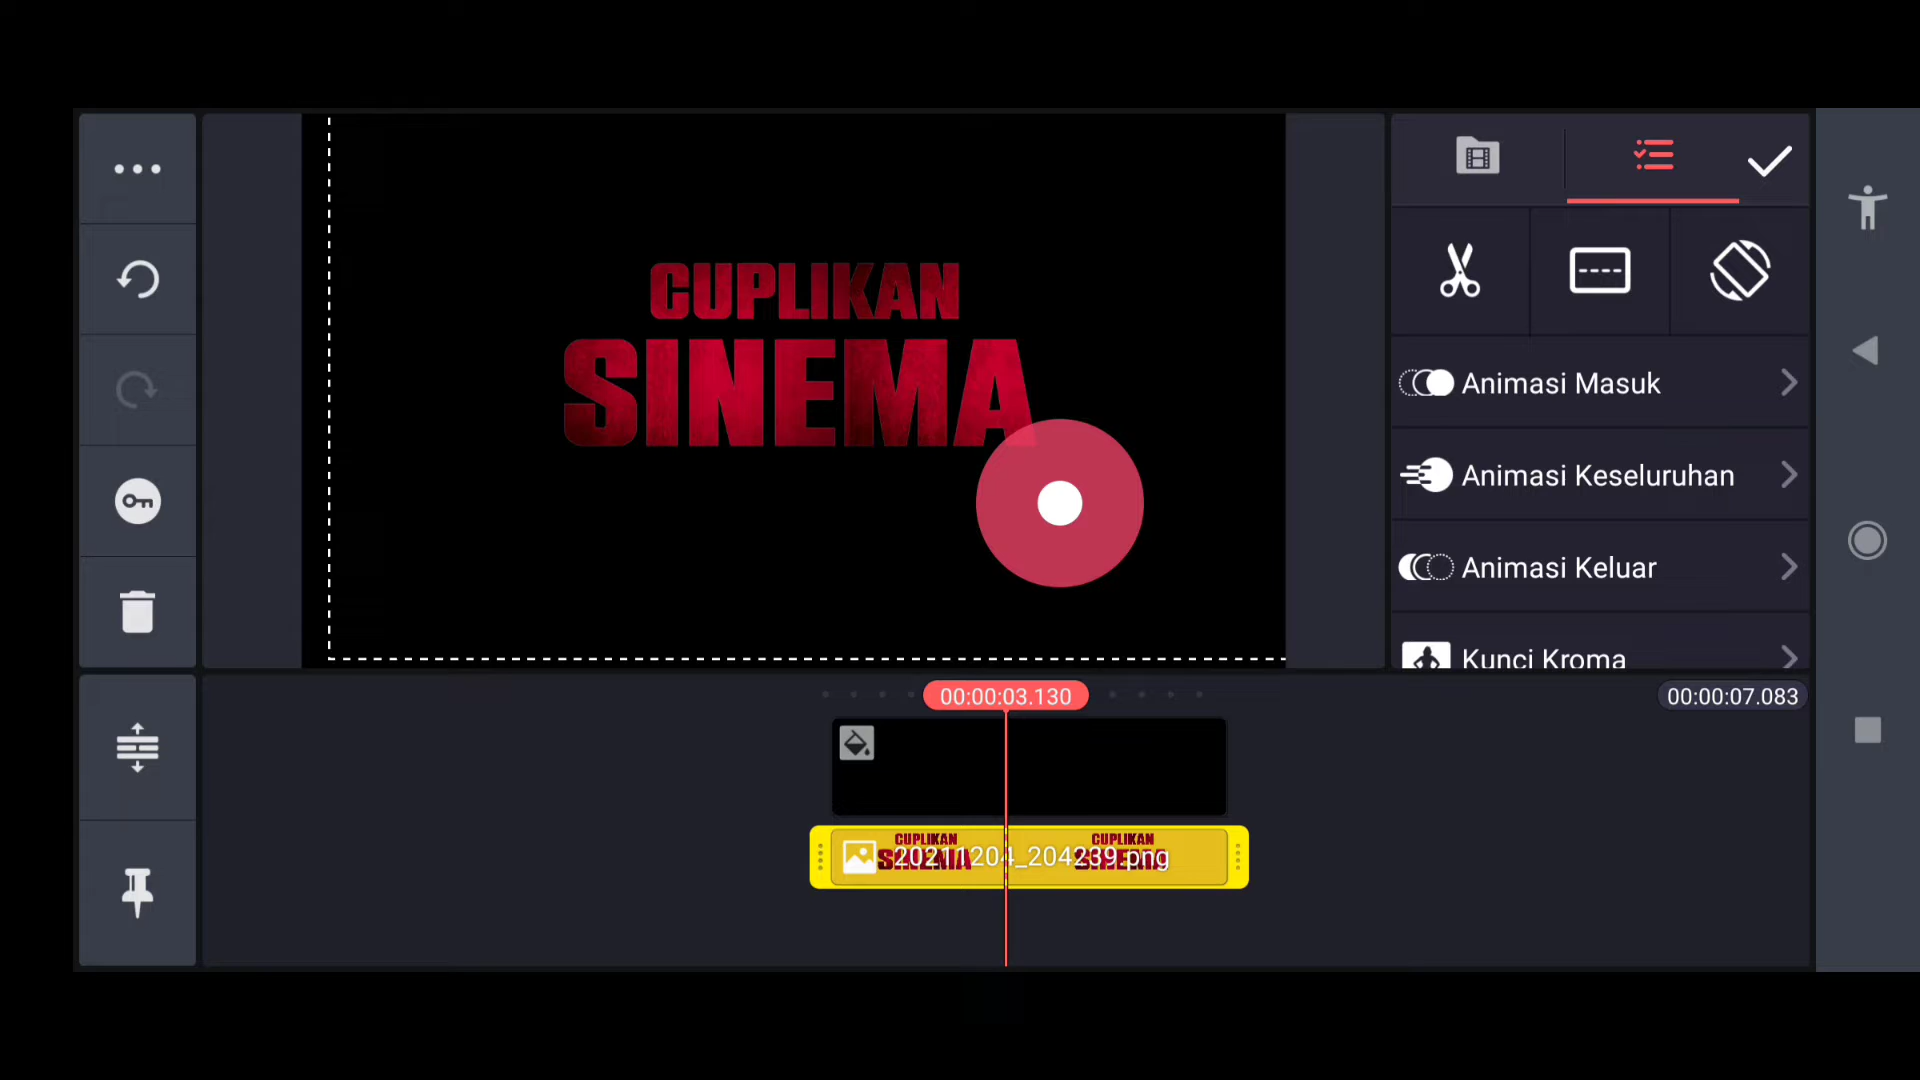 CUPLIKAN
SINEMA
Animasi Masuk
Animasi Keseluruhan
Animasi Keluar
Kunci Kroma
00:00:03.130
00:00:07.083
CUPLIKAN CUPLIKAN
SINEMA SINEMA
20211204_204239.png